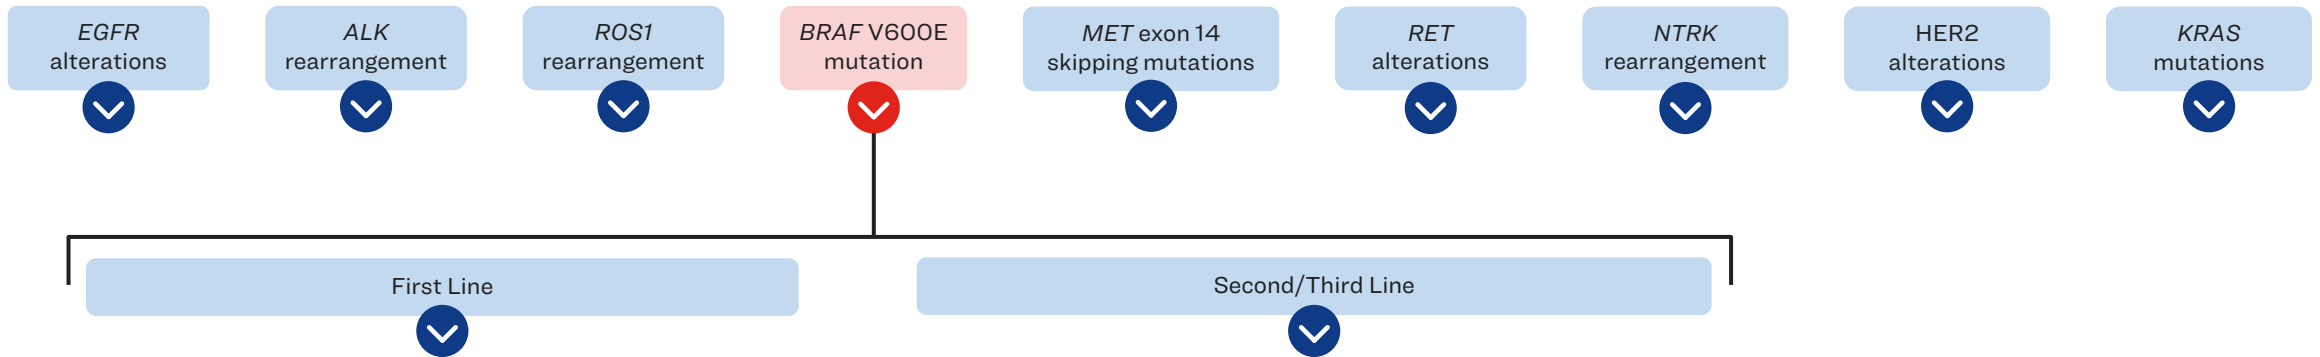 EGFR
alterations
ALK
rearrangement
ROS1
rearrangement
BRAF V600E
mutation
MET exon 14
skipping mutations
RET
alterations
NTRK
rearrangement
HER2
alterations
KRAS
mutations
First Line
Second/Third Line